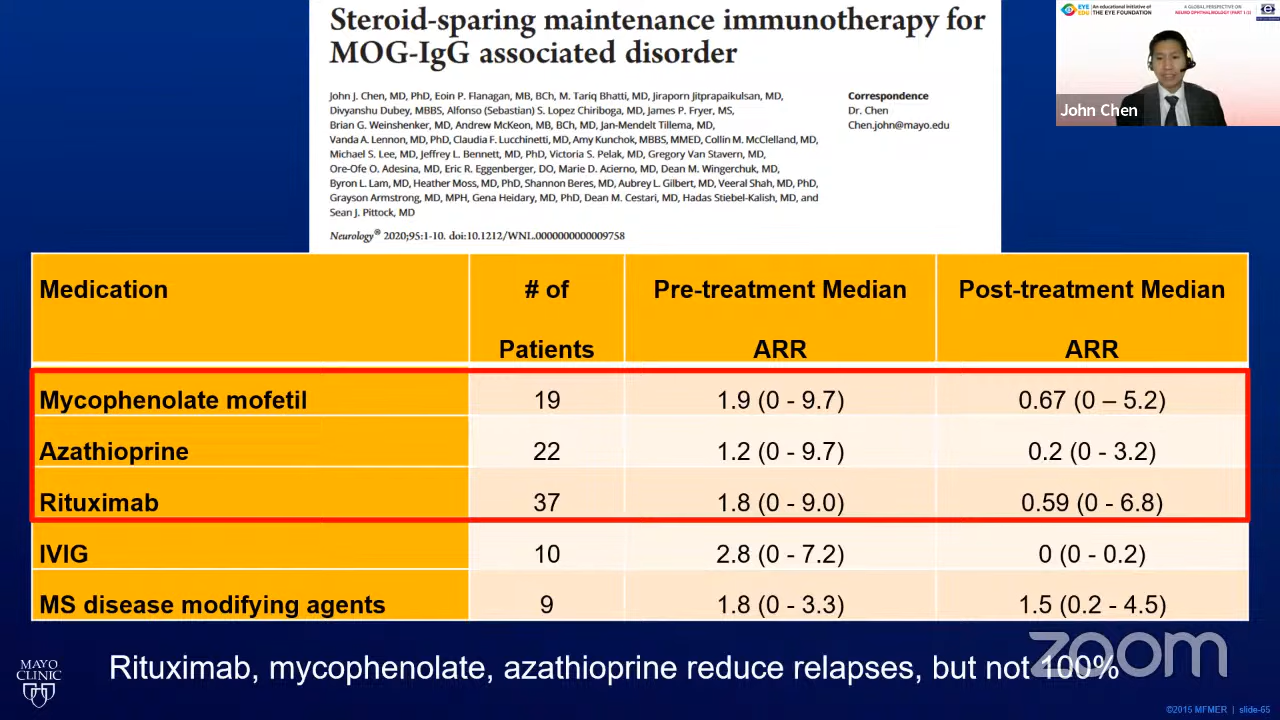 Steroid-sparing maintenance immunotherapy for
MOG-IgG associated disorder
John J. Chen, MD, PhD, Eoin P. Flanagan, MB, BCh, M. Tariq Bhatti, MD, Jiraporn Jitprapaikulsan, MD,
Divyanshu Dubey, MBBS, Alfonso (Sebastian) S. Lopez Chiriboga, MD, James P. Fryer, MS,
Brian G. Weinshenker, MD, Andrew McKeon, MB, BCh, MD, Jan-Mendelt Tillema, MD,
Vanda A. Lennon, MD, PhD, Claudia F. Lucchinetti, MD, Amy Kunchok, MBBS, MMED, Collin M. McClelland, MD,
Michael S. Lee, MD, Jeffrey L. Bennett, MD, PhD, Victoria S. Pelak, MD, Gregory Van Stavern, MD,
Ore-Ofe O. Adesina, MD, Eric R. Eggenberger, DO, Marie D. Acierno, MD, Dean M. Wingerchuk, MD,
Byron L. Lam, MD, Heather Moss, MD, PhD, Shannon Beres, MD, Aubrey L. Gilbert, MD, Veeral Shah, MD, PhD,
Grayson Armstrong, MD, MPH, Gena Heidary, MD, PhD, Dean M. Cestari, MD, Hadas Stiebel-Kalish, MD, and
Sean J. Pittock, MD
Neurology® 2020;95:1-10. doi:10.1212/WNL.0000000000009758
Correspondence
Dr. Chen
Chen.john@mayo.edu
EYE EDU An educational initiative of THE EYE FOUNDATION
A GLOBAL PERSPECTIVE ON
NEURO OPHTHALMOLOGY (PART 1/2)
John Chen
Medication # of Patients Pre-treatment Median ARR Post-treatment Median ARR
Mycophenolate mofetil 19 1.9 (0 - 9.7) 0.67 (0 – 5.2)
Azathioprine 22 1.2 (0 - 9.7) 0.2 (0 - 3.2)
Rituximab 37 1.8 (0 - 9.0) 0.59 (0 - 6.8)
IVIG 10 2.8 (0 - 7.2) 0 (0 - 0.2)
MS disease modifying agents 9 1.8 (0 - 3.3) 1.5 (0.2 - 4.5)
zoom
MAYO
CLINIC
Rituximab, mycophenolate, azathioprine reduce relapses, but not 100%
©2015 MFMER | slide-65